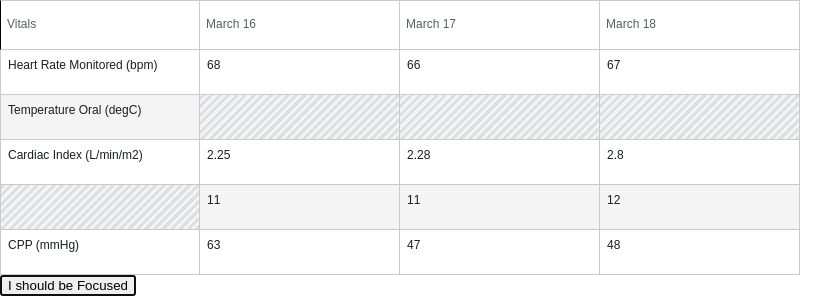 Vitals March 16 March 17 March 18
Heart Rate Monitored (bpm) 68 66 67
Temperature Oral (degC)
Cardiac Index (L/min/m2) 2.25 2.28 2.8
11 11 12
CPP (mmHg) 63 47 48
I should be Focused